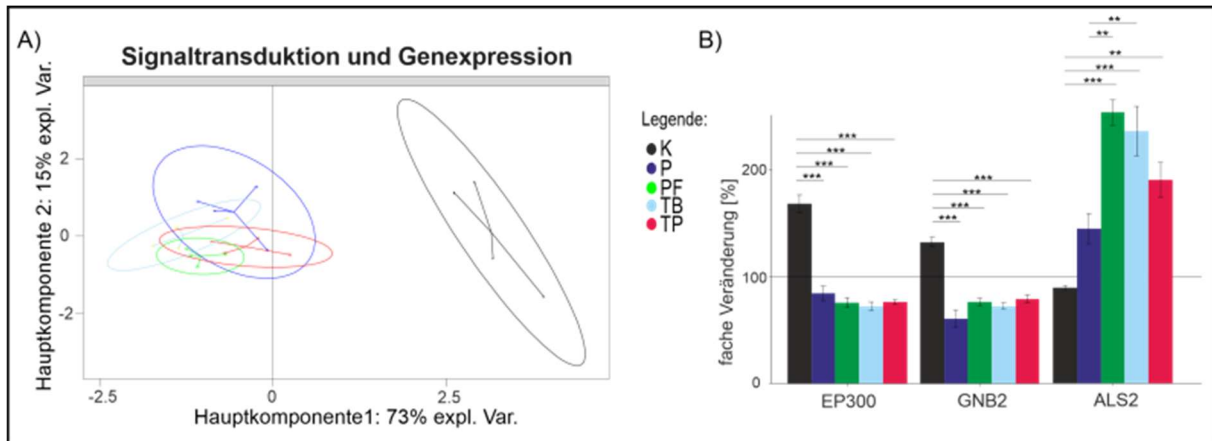 A)
Signaltransduktion und Genexpression
Hauptkomponente 2: 15% expl. Var.
2
0
-2
-2.5
0
2.5
Hauptkomponente1: 73% expl. Var.
Legende:
K
P
PF
TB
TP
B)
fache Veränderung [%]
200
100
0
***
***
***
***
***
***
***
***
**
**
**
***
***
EP300
GNB2
ALS2